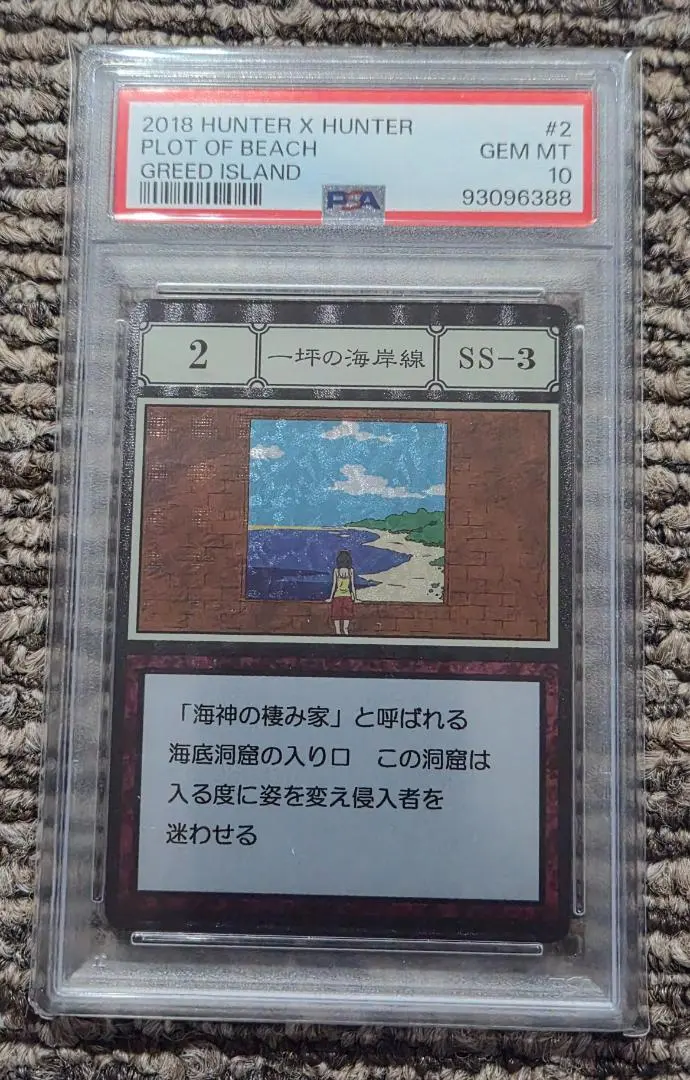 2018 HUNTER X HUNTER #2
PLOT OF BEACH GEM MT
GREED ISLAND 10
PSA 93096388
2 一坪の海岸線 SS-3
「海神の棲み家」と呼ばれる
海底洞窟の入り口 この洞窟は
入る度に姿を変え侵入者を
迷わせる